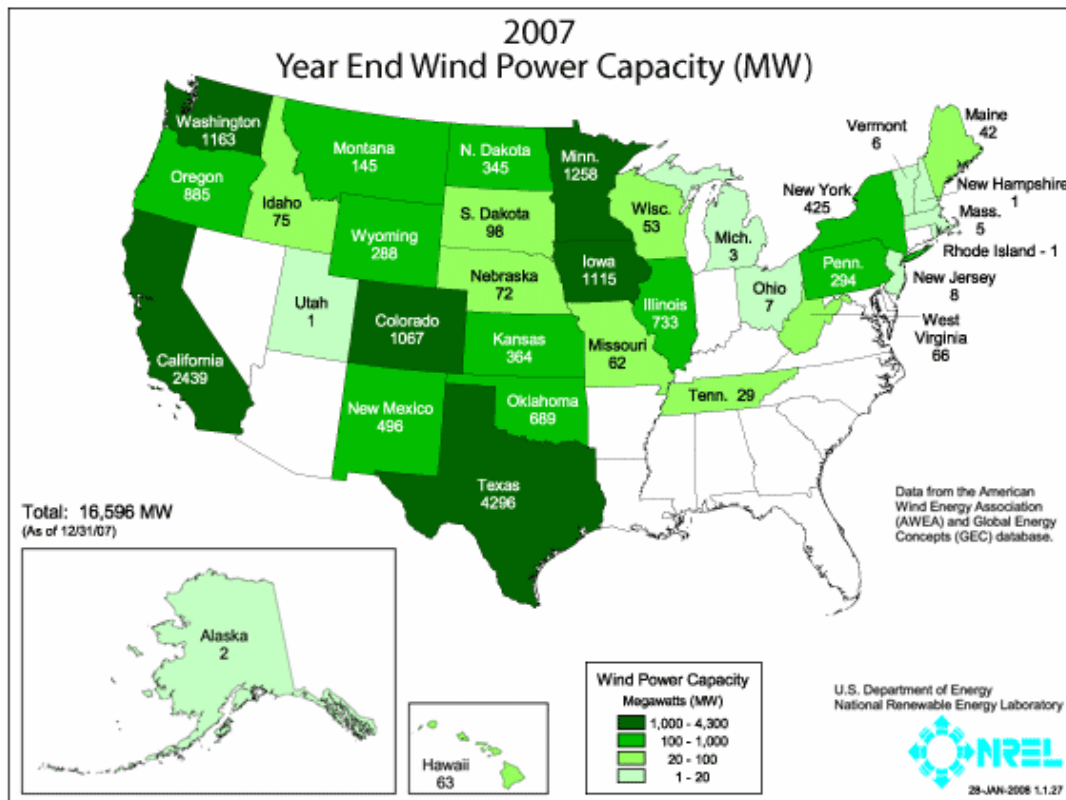 2007
Year End Wind Power Capacity (MW)
Washington
1163
Oregon
885
California
2439
Idaho
75
Montana
145
Wyoming
288
Utah
1
Colorado
1067
New Mexico
496
N. Dakota
345
S. Dakota
98
Nebraska
72
Kansas
364
Oklahoma
689
Texas
4296
Minn.
1258
Iowa
1115
Missouri
62
Wisc.
53
Illinois
733
Mich.
3
Ohio
7
Tenn. 29
Vermont
6
Maine
42
New York
425
New Hampshire
1
Mass.
5
Rhode Island - 1
Penn.
294
New Jersey
8
West
Virginia
66
Total: 16,596 MW
(As of 12/31/07)
Data from the American
Wind Energy Association
(AWEA) and Global Energy
Concepts (GEC) database.
Alaska
2
Hawaii
63
Wind Power Capacity
Megawatts (MW)
1,000 - 4,300
100 - 1,000
20 - 100
1 - 20
U.S. Department of Energy
National Renewable Energy Laboratory
NREL
28-JAN-2008 1.1.27